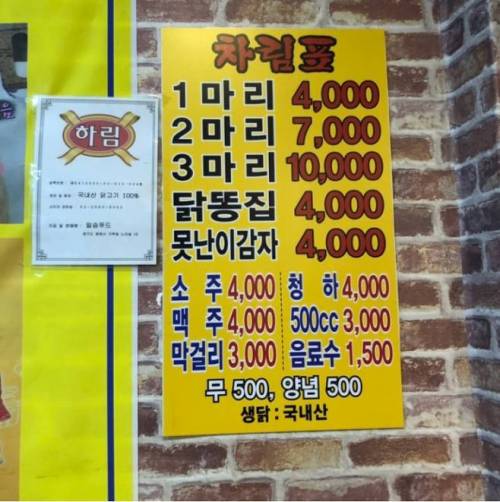 차림표
1마리 4,000
2마리 7,000
3마리 10,000
닭똥집 4,000
못난이감자 4,000
소주 4,000 청하 4,000
맥주 4,000 500cc 3,000
막걸리 3,000 음료수 1,500
무 500, 양념 500
생닭 : 국내산
하림
국내산 닭고기 100%